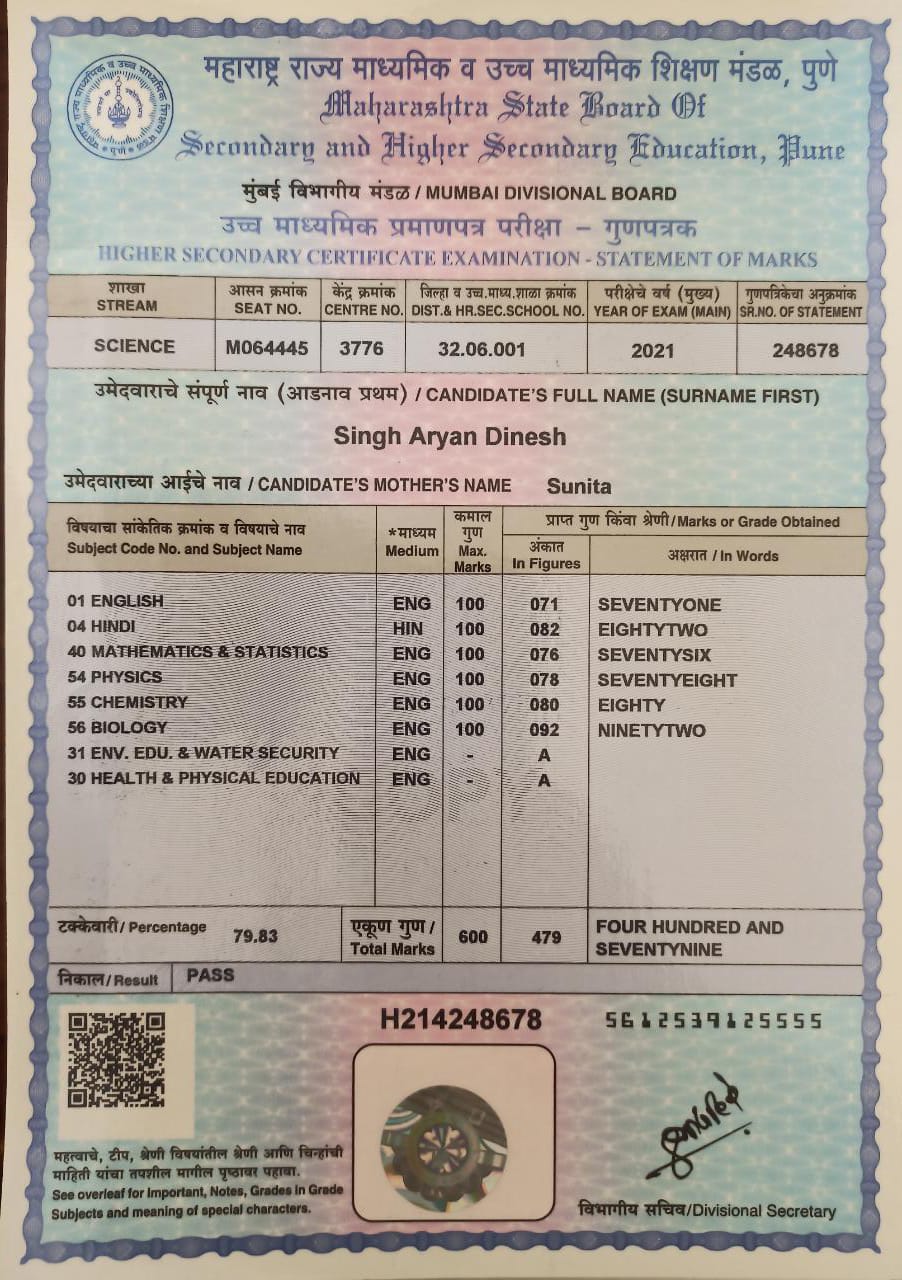 महाराष्ट्र राज्य माध्यमिक व उच्च माध्यमिक शिक्षण मंडळ, पुणे
Maharashtra State Board Of
Secondary and Higher Secondary Education, Pune
मुंबई विभागीय मंडळ / MUMBAI DIVISIONAL BOARD
उच्च माध्यमिक प्रमाणपत्र परीक्षा – गुणपत्रक
HIGHER SECONDARY CERTIFICATE EXAMINATION - STATEMENT OF MARKS
शाखा आसन क्रमांक केंद्र क्रमांक जिल्हा व उच्च.माध्य.शाळा क्रमांक परीक्षेचे वर्ष (मुख्य) गुणपत्रिकेचा अनुक्रमांक
STREAM SEAT NO. CENTRE NO. DIST.& HR.SEC.SCHOOL NO. YEAR OF EXAM (MAIN) SR.NO. OF STATEMENT
SCIENCE M064445 3776 32.06.001 2021 248678
उमेदवाराचे संपूर्ण नाव (आडनाव प्रथम) / CANDIDATE'S FULL NAME (SURNAME FIRST)
Singh Aryan Dinesh
उमेदवाराच्या आईचे नाव / CANDIDATE'S MOTHER'S NAME Sunita
विषयाचा सांकेतिक क्रमांक व विषयाचे नाव
Subject Code No. and Subject Name
*माध्यम
Medium
कमाल
गुण
Max.
Marks
प्राप्त गुण किंवा श्रेणी/Marks or Grade Obtained
अंकात
In Figures
अक्षरात / In Words
01 ENGLISH ENG 100 071 SEVENTYONE
04 HINDI HIN 100 082 EIGHTYTWO
40 MATHEMATICS & STATISTICS ENG 100 076 SEVENTYSIX
54 PHYSICS ENG 100 078 SEVENTYEIGHT
55 CHEMISTRY ENG 100 080 EIGHTY
56 BIOLOGY ENG 100 092 NINETYTWO
31 ENV. EDU. & WATER SECURITY ENG - A
30 HEALTH & PHYSICAL EDUCATION ENG - A
टक्केवारी/ Percentage 79.83
एकूण गुण /
Total Marks
600 479
FOUR HUNDRED AND
SEVENTYNINE
निकाल/Result PASS
H214248678
5612539125555
महत्वाचे, टीप, श्रेणी विषयांतील श्रेणी आणि चिन्हांची
माहिती यांचा तपशील मागील पृष्ठावर पहावा.
See overleaf for Important, Notes, Grades in Grade
Subjects and meaning of special characters.
विभागीय सचिव/Divisional Secretary